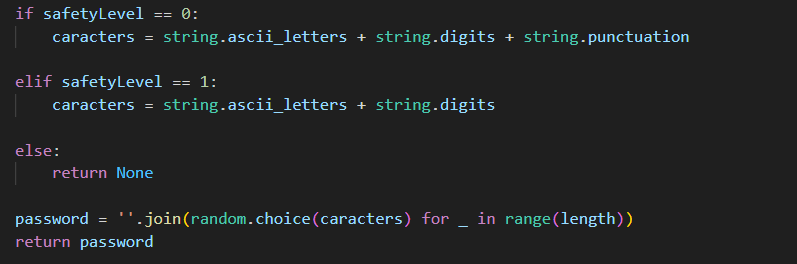 if safetyLevel == 0:
    caracters = string.ascii_letters + string.digits + string.punctuation
elif safetyLevel == 1:
    caracters = string.ascii_letters + string.digits
else:
    return None
password = ''.join(random.choice(caracters) for _ in range(length))
return password